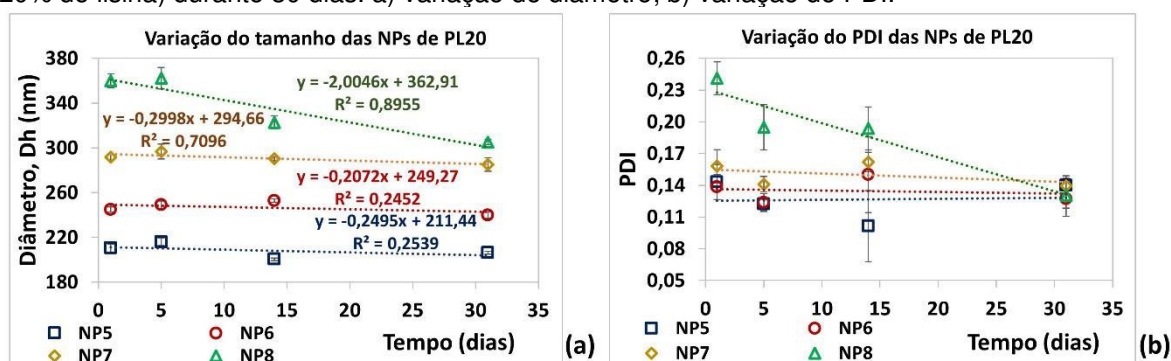 durante 30 dias. a) variação do diâmetro; b) variação do PDI.
Variação do tamanho das NPs de PL20
Diâmetro, Dh (nm)
380
340
300
260
220
180
y = -2,0046x + 362,91
R² = 0,8955
y = -0,2998x + 294,66
R² = 0,7096
y = -0,2072x + 249,27
R² = 0,2452
y = -0,2495x + 211,44
R² = 0,2539
0 5 10 15 20 25 30 35
Tempo (dias)
NP5 NP6
NP7 NP8
(a)
Variação do PDI das NPs de PL20
PDI
0,26
0,23
0,20
0,17
0,14
0,11
0,08
0,05
0 5 10 15 20 25 30 35
Tempo (dias)
NP5 NP6
NP7 NP8
(b)